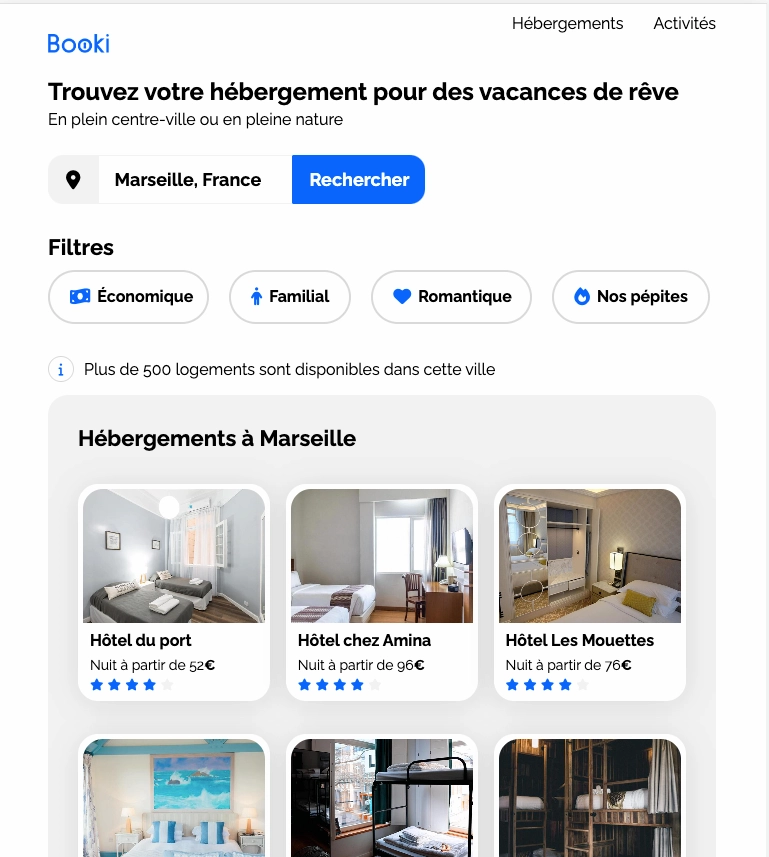 Hébergements Activités
Booki
Trouvez votre hébergement pour des vacances de rêve
En plein centre-ville ou en pleine nature
Marseille, France Rechercher
Filtres
Économique Familial Romantique Nos pépites
Plus de 500 logements sont disponibles dans cette ville
Hébergements à Marseille
Hôtel du port
Nuit à partir de 52€
Hôtel chez Amina
Nuit à partir de 96€
Hôtel Les Mouettes
Nuit à partir de 76€